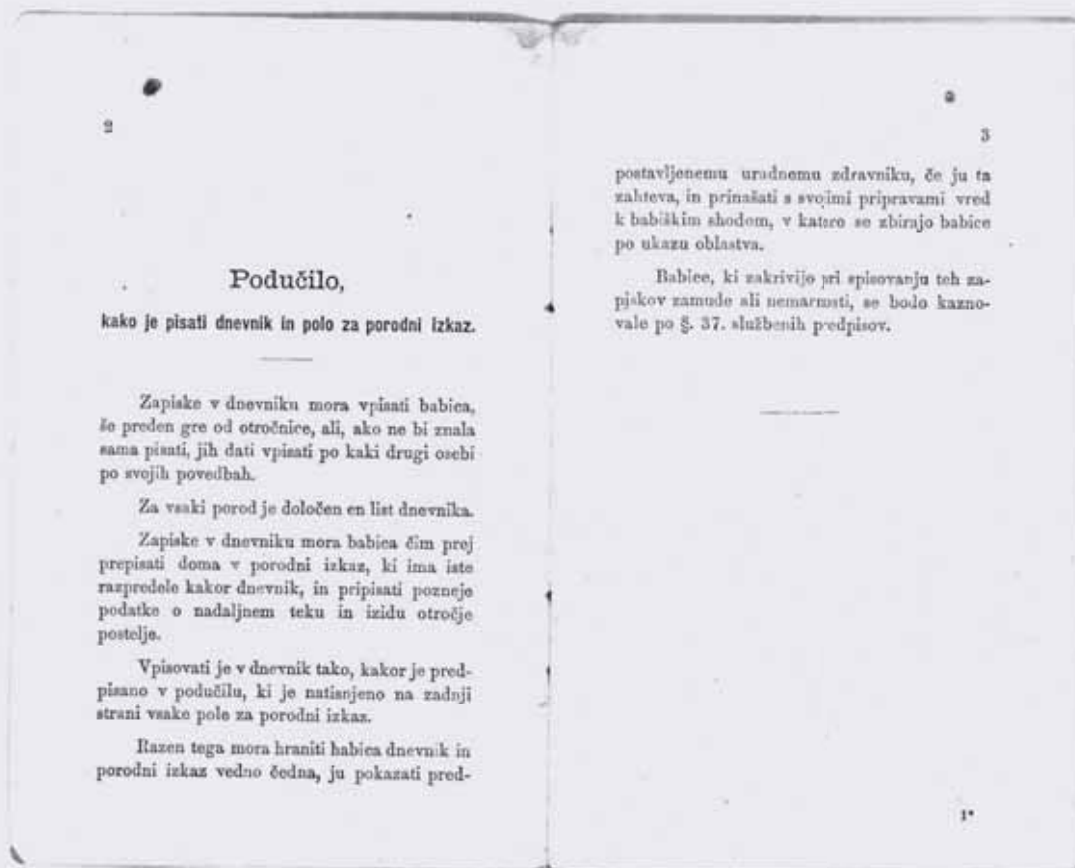 2
Podučilo,
kako je pisati dnevnik in polo za porodni izkaz.
Zapiske v dnevniku mora vpisati babica,
še preden gre od otročnice, ali, ako ne bi znala
sama pisati, jih dati vpisati po kaki drugi osebi
po svojih povedbah.
Za vsaki porod je določen en list dnevnika.
Zapiske v dnevniku mora babica čim prej
prepisati doma v porodni izkaz, ki ima iste
razpredele kakor dnevnik, in pripisati pozneje
podatke o nadaljnem teku in izidu otročje
postelje.
Vpisovati je v dnevnik tako, kakor je pred-
pisano v podučilu, ki je natisnjeno na zadnji
strani vsake pole za porodni izkaz.
Razen tega mora hraniti babica dnevnik in
porodni izkaz vedno čedna, ju pokazati pred-
3
postavljenemu uradnemu zdravniku, če ju ta
zahteva, in prinašati s svojimi pripravami vred
k babiškim shodom, v katere se zbirajo babice
po ukazu oblastva.
Babice, ki zakrivijo pri spisovanju teh za-
piskov zamude ali nemarnosti, se bodo kazno-
vale po §. 37. službenih predpisov.
1*